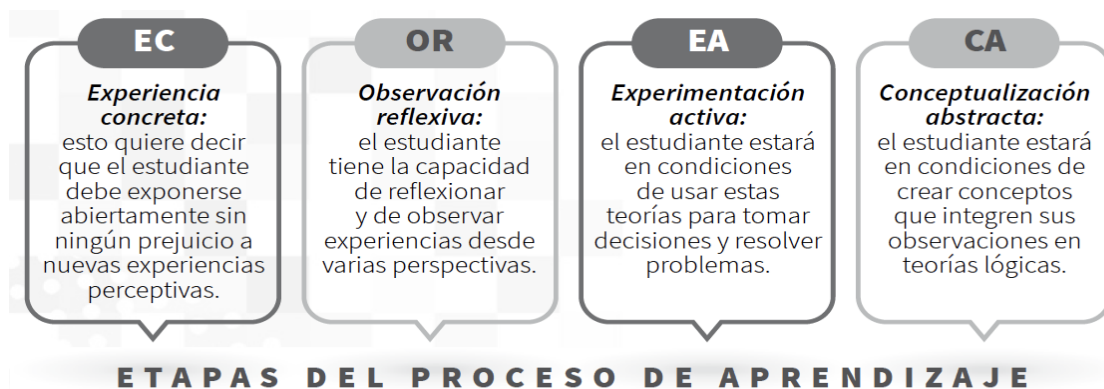 EC
Experiencia
concreta:
esto quiere decir
que el estudiante
debe exponerse
abiertamente sin
ningún prejuicio a
nuevas experiencias
perceptivas.
OR
Observación
reflexiva:
el estudiante
tiene la capacidad
de reflexionar
y de observar
experiencias desde
varias perspectivas.
EA
Experimentación
activa:
el estudiante estará
en condiciones
de usar estas
teorías para tomar
decisiones y resolver
problemas.
CA
Conceptualización
abstracta:
el estudiante estará
en condiciones de
crear conceptos
que integren sus
observaciones en
teorías lógicas.
ETAPAS DEL PROCESO DE APRENDIZAJE